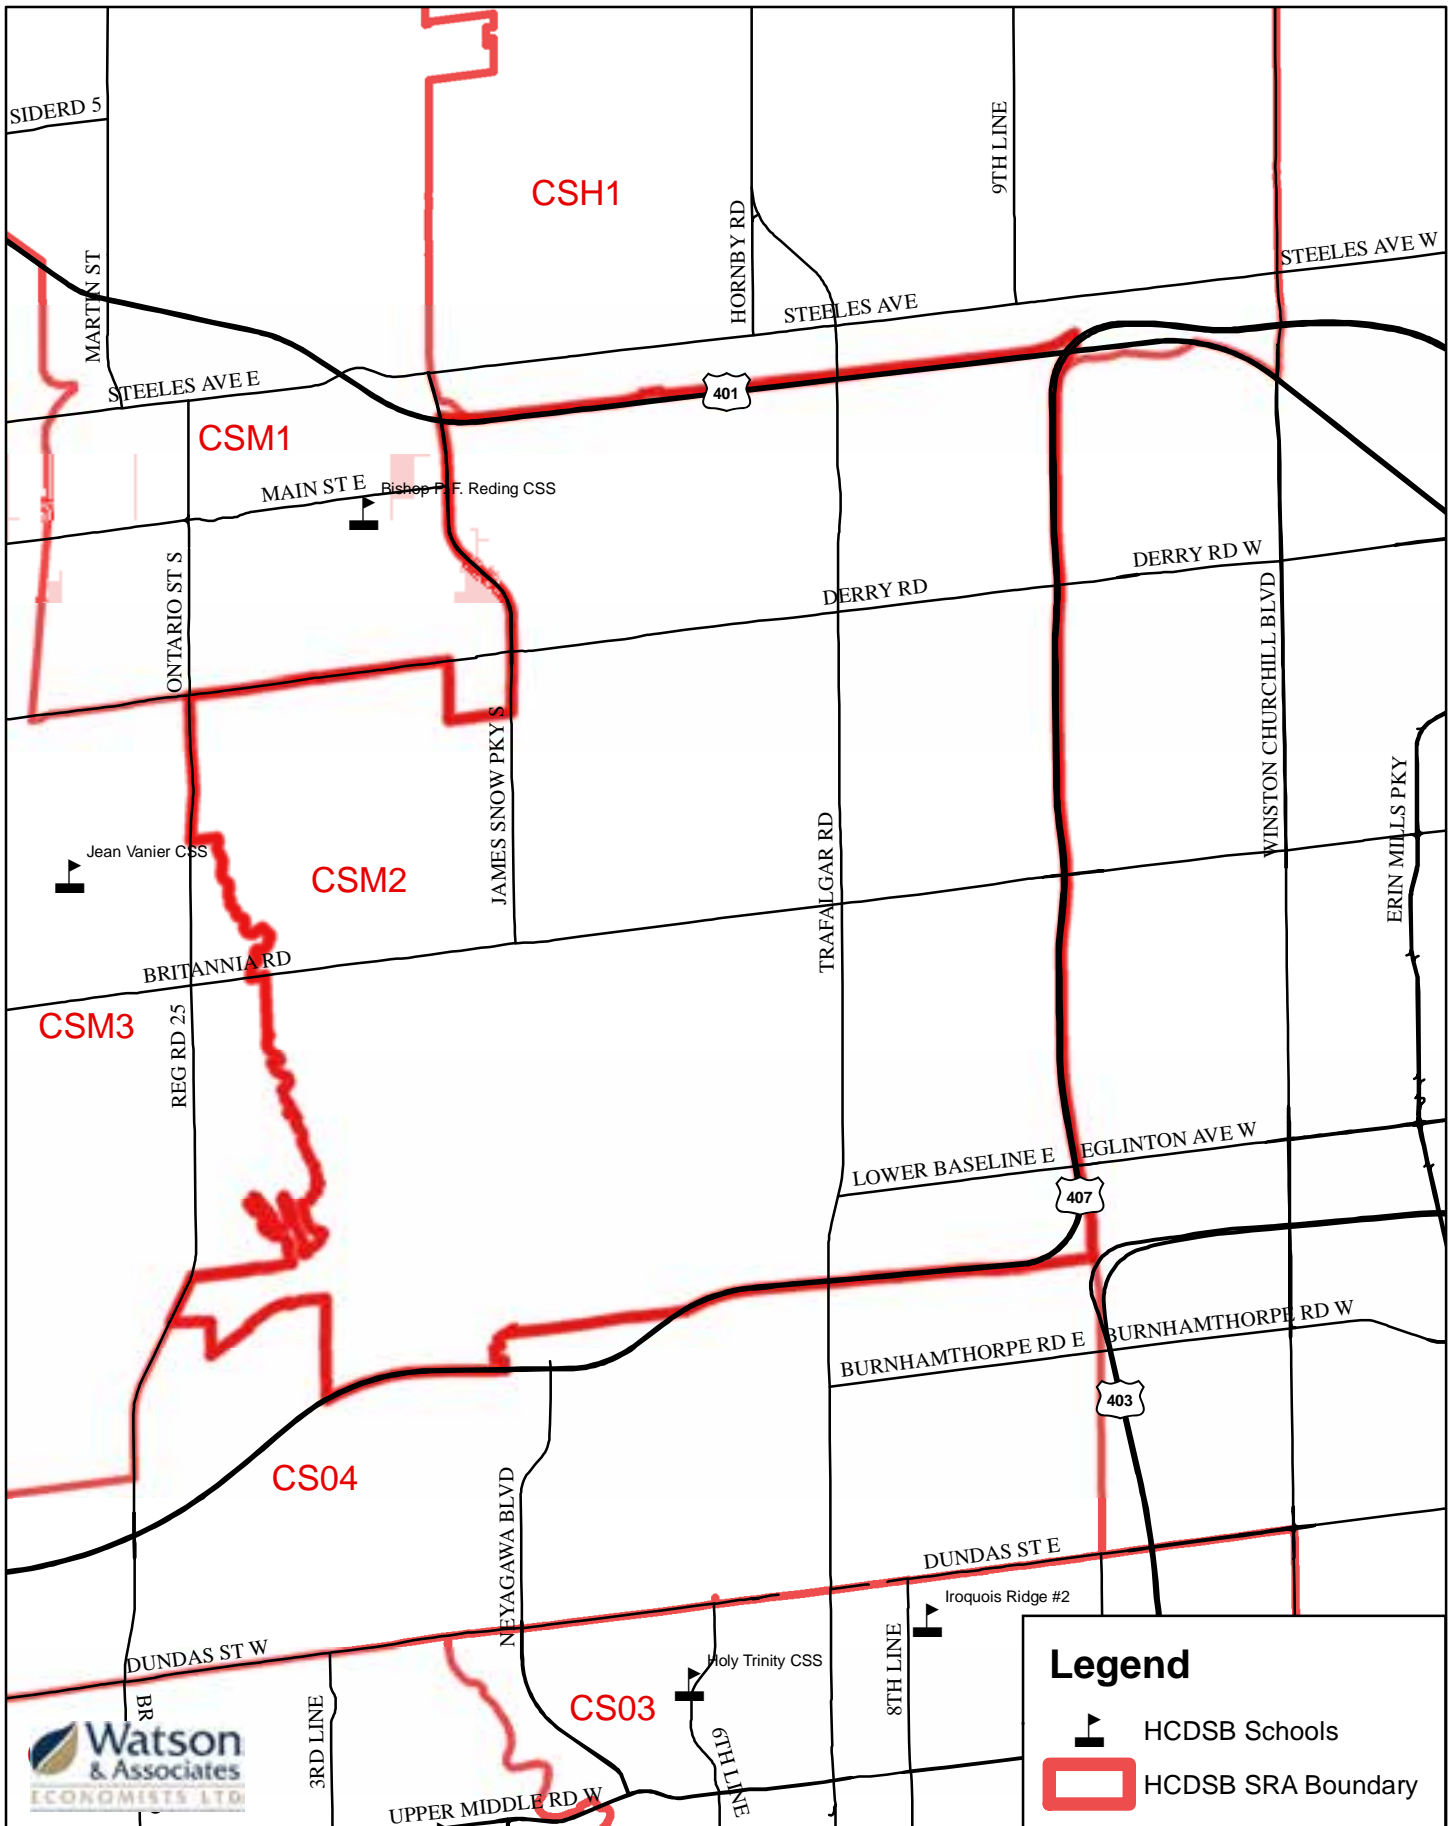 SIDERD 5
MARTIN ST
CSH1
HORNBY RD
9TH LINE
STEELES AVE W
STEELES AVE
STEELES AVE E
401
CSM1
MAIN ST E
Bishop P. F. Reding CSS
DERRY RD W
DERRY RD
ONTARIO ST S
WINSTON CHURCHILL BLVD
JAMES SNOW PKY S
ERIN MILLS PKY
TRAFALGAR RD
Jean Vanier CSS
CSM2
BRITANNIA RD
CSM3
REG RD 25
LOWER BASELINE E
EGLINTON AVE W
407
BURNHAMTHORPE RD W
BURNHAMTHORPE RD E
403
CS04
NEYAGAWA BLVD
DUNDAS ST E
Iroquois Ridge #2
DUNDAS ST W
8TH LINE
Holy Trinity CSS
CS03
3RD LINE
6TH LINE
BR
UPPER MIDDLE RD W
Watson
& Associates
ECONOMISTS LTD
Legend
HCDSB Schools
HCDSB SRA Boundary